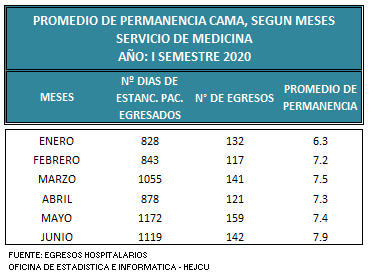 PROMEDIO DE PERMANENCIA CAMA, SEGUN MESES
SERVICIO DE MEDICINA
AÑO: I SEMESTRE 2020
MESES Nº DIAS DE ESTANC. PAC. EGRESADOS N° DE EGRESOS PROMEDIO DE PERMANENCIA
ENERO 828 132 6.3
FEBRERO 843 117 7.2
MARZO 1055 141 7.5
ABRIL 878 121 7.3
MAYO 1172 159 7.4
JUNIO 1119 142 7.9
FUENTE: EGRESOS HOSPITALARIOS
OFICINA DE ESTADISTICA E INFORMATICA - HEJCU